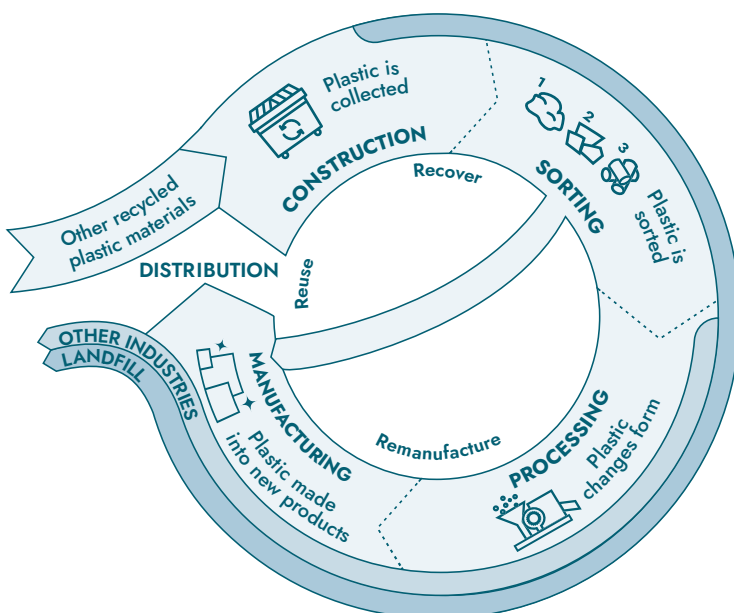 Plastic is
collected
CONSTRUCTION
Recover
1
2
3
SORTING
Plastic is
sorted
Other recycled
plastic materials
DISTRIBUTION
Reuse
OTHER INDUSTRIES
LANDFILL
MANUFACTURING
Plastic made
into new products
Remanufacture
PROCESSING
Plastic
changes form